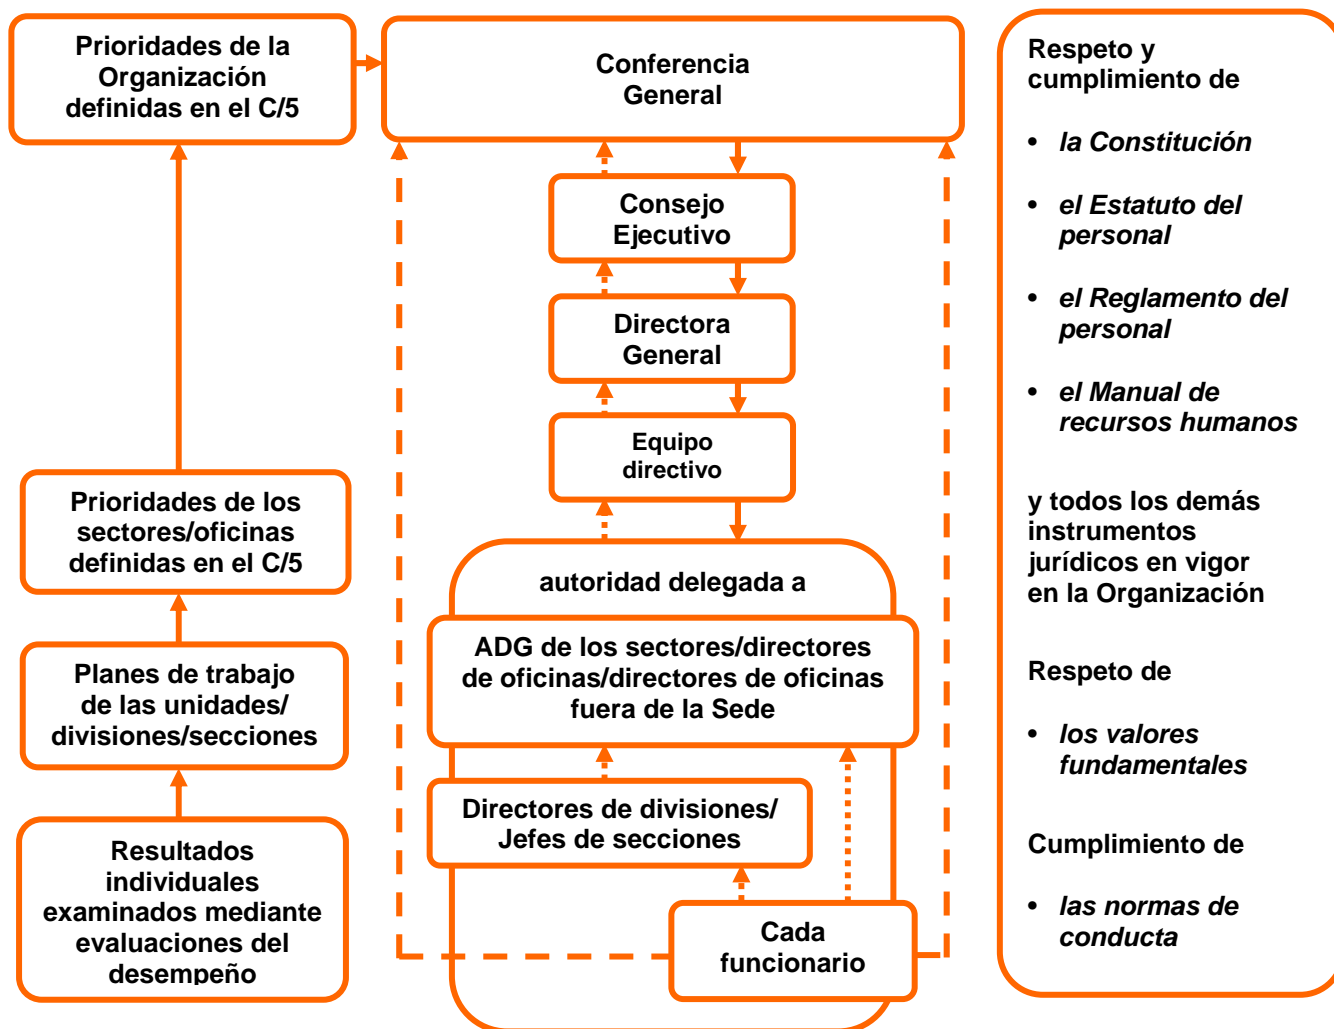 Prioridades de la
Organización
definidas en el C/5
Conferencia
General
Consejo
Ejecutivo
Directora
General
Equipo
directivo
Prioridades de los
sectores/oficinas
definidas en el C/5
autoridad delegada a
ADG de los sectores/directores
de oficinas/directores de oficinas
fuera de la Sede
Planes de trabajo
de las unidades/
divisiones/secciones
Directores de divisiones/
Jefes de secciones
Resultados
individuales
examinados mediante
evaluaciones del
desempeño
Cada
funcionario
Respeto y
cumplimiento de
• la Constitución
• el Estatuto del
personal
• el Reglamento del
personal
• el Manual de
recursos humanos
y todos los demás
instrumentos
jurídicos en vigor
en la Organización
Respeto de
• los valores
fundamentales
Cumplimiento de
• las normas de
conducta